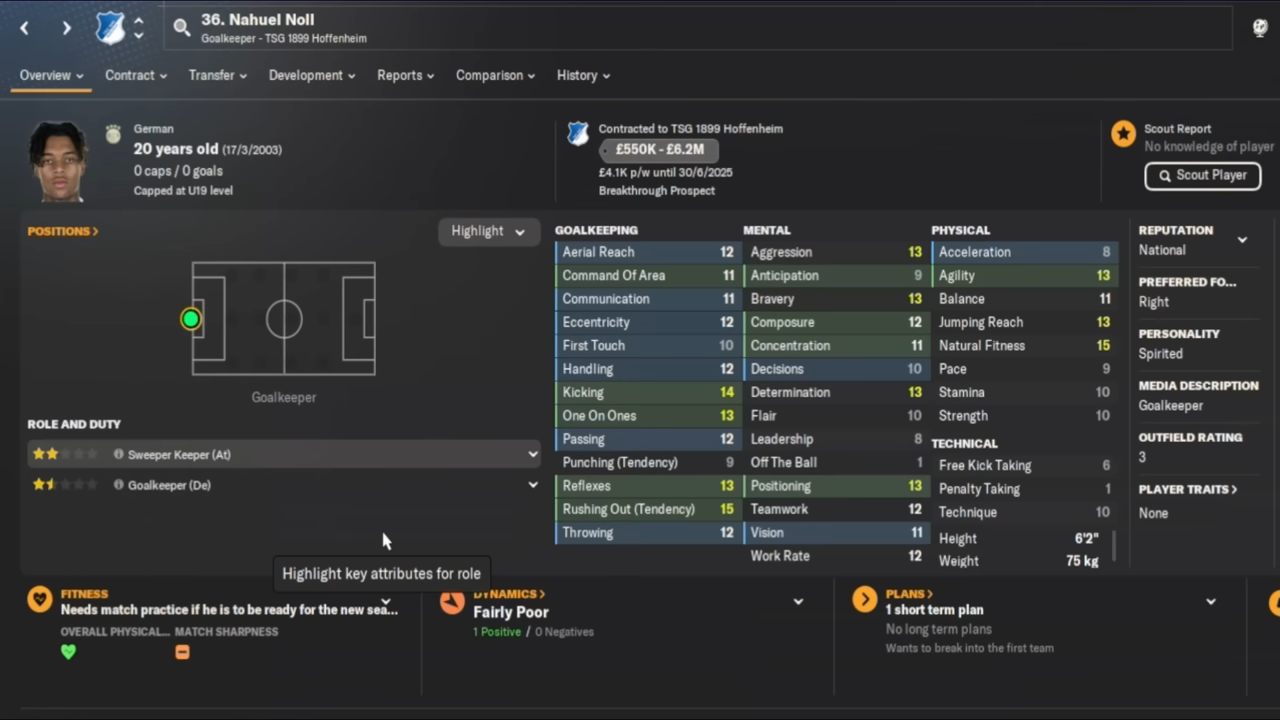 36. Nahuel Noll
Goalkeeper - TSG 1899 Hoffenheim
Overview
Contract
Transfer
Development
Reports
Comparison
History
German
20 years old (17/3/2003)
0 caps / 0 goals
Capped at U19 level
Contracted to TSG 1899 Hoffenheim
£550K - £6.2M
£4.1K p/w until 30/6/2025
Breakthrough Prospect
Scout Report
No knowledge of player
Scout Player
POSITIONS >
Highlight
Goalkeeper
ROLE AND DUTY
Sweeper Keeper (At)
Goalkeeper (De)
Highlight key attributes for role
GOALKEEPING
Aerial Reach 12
Command Of Area 11
Communication 11
Eccentricity 12
First Touch 10
Handling 12
Kicking 14
One On Ones 13
Passing 12
Punching (Tendency) 9
Reflexes 13
Rushing Out (Tendency) 15
Throwing 12
MENTAL
Aggression 13
Anticipation 9
Bravery 13
Composure 12
Concentration 11
Decisions 10
Determination 13
Flair 10
Leadership 8
Off The Ball 1
Positioning 13
Teamwork 12
Vision 11
Work Rate 12
PHYSICAL
Acceleration 8
Agility 13
Balance 11
Jumping Reach 13
Natural Fitness 15
Pace 9
Stamina 10
Strength 10
TECHNICAL
Free Kick Taking 6
Penalty Taking 1
Technique 10
Height 6'2"
Weight 75 kg
REPUTATION
National
PREFERRED FO...
Right
PERSONALITY
Spirited
MEDIA DESCRIPTION
Goalkeeper
OUTFIELD RATING
3
PLAYER TRAITS >
None
FITNESS
Needs match practice if he is to be ready for the new sea...
OVERALL PHYSICAL... MATCH SHARPNESS
DYNAMICS >
Fairly Poor
1 Positive / 0 Negatives
PLANS >
1 short term plan
No long term plans
Wants to break into the first team